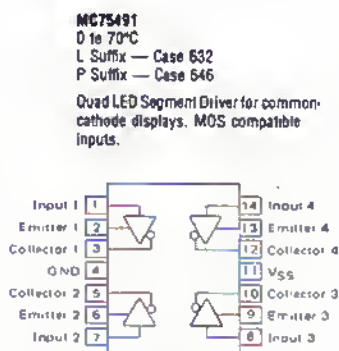 MC75491
0 to 70°C
L Suffix — Case 632
P Suffix — Case 646
Quad LED Segment Driver for common-
cathode displays. MOS compatible
inputs.
Input 1 1
Emitter 1 2
Collector 1 3
GND 4
Collector 2 5
Emitter 2 6
Input 2 7
14 Input 4
13 Emitter 4
12 Collector 4
11 VSS
10 Collector 3
9 Emitter 3
8 Input 3